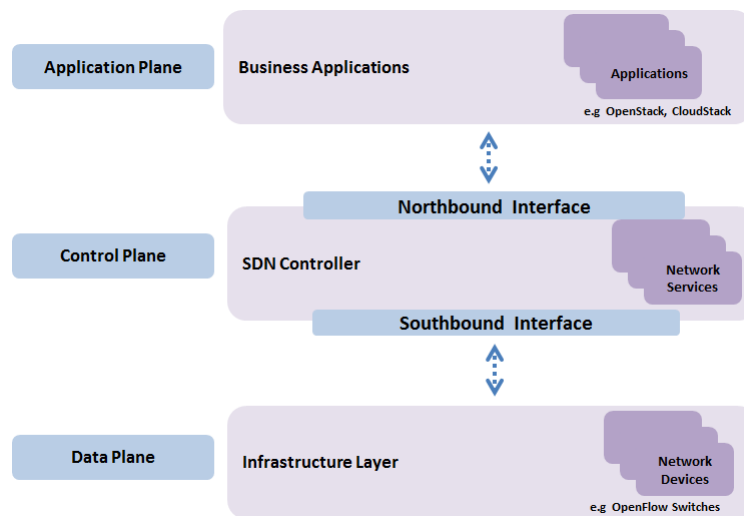 Application Plane
Business Applications
Applications
e.g OpenStack, CloudStack
Northbound Interface
Control Plane
SDN Controller
Network
Services
Southbound Interface
Data Plane
Infrastructure Layer
Network
Devices
e.g OpenFlow Switches